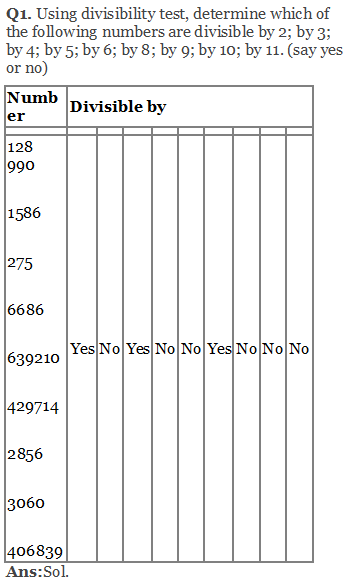 Q1. Using divisibility test, determine which of
the following numbers are divisible by 2; by 3;
by 4; by 5; by 6; by 8; by 9; by 10; by 11. (say yes
or no)
Numb
er
Divisible by
128
990
1586
275
6686
Yes No Yes No No Yes No No No
639210
429714
2856
3060
406839
Ans:Sol.